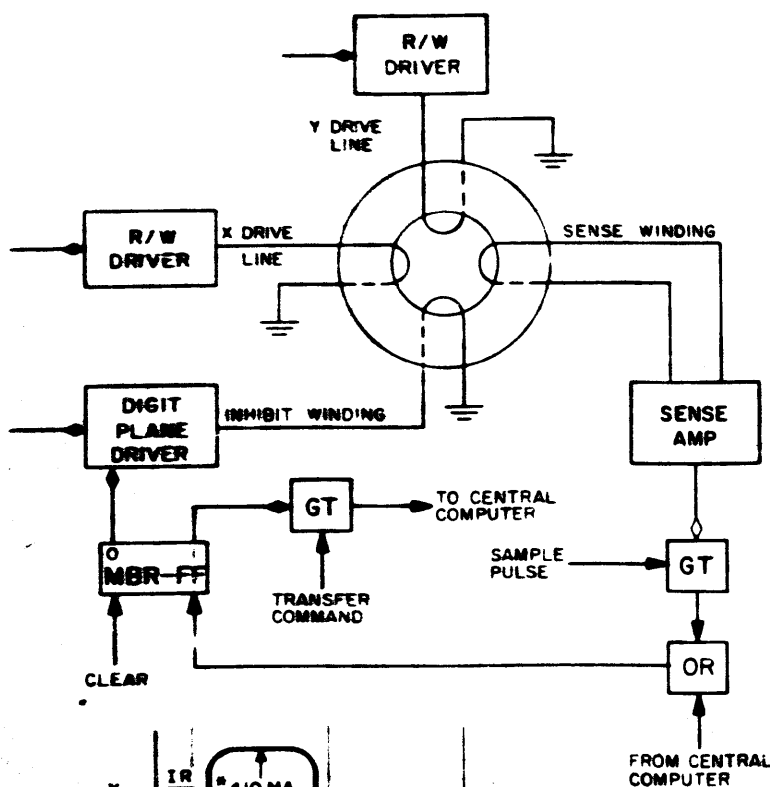 R/W
DRIVER
Y DRIVE
LINE
R/W
DRIVER
X DRIVE
LINE
SENSE WINDING
DIGIT
PLANE
DRIVER
INHIBIT WINDING
SENSE
AMP
GT
TO CENTRAL
COMPUTER
O
MBR-FF
SAMPLE
PULSE
GT
TRANSFER
COMMAND
CLEAR
OR
FROM CENTRAL
COMPUTER
IR